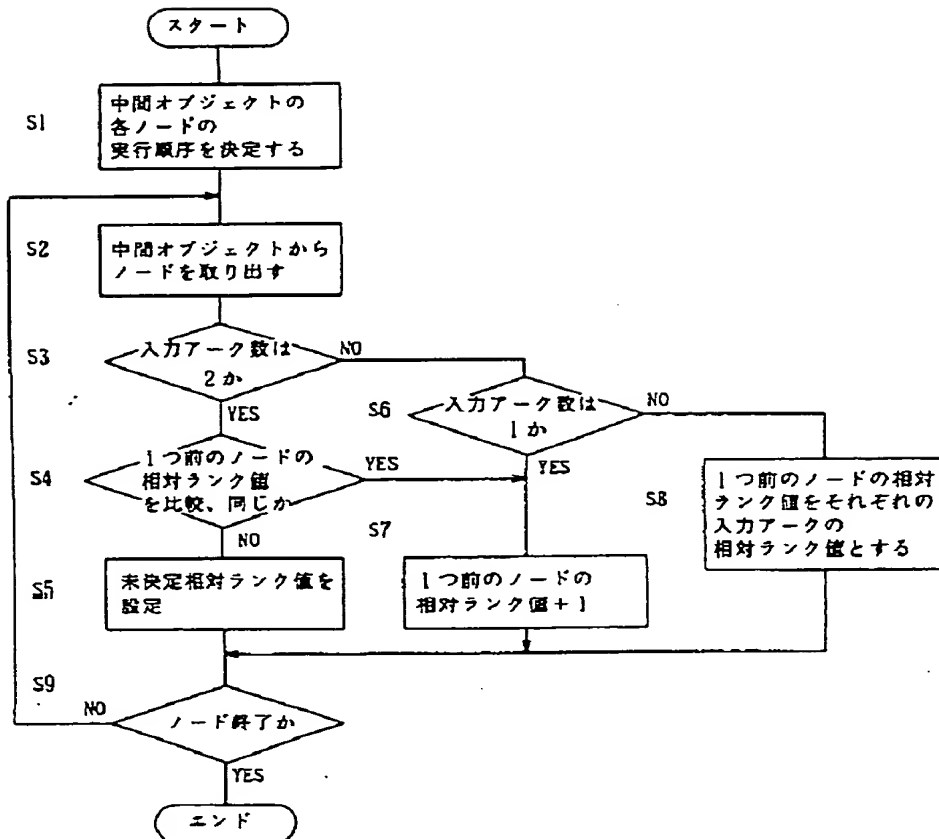 スタート
S1
中間オブジェクトの
各ノードの
実行順序を決定する
S2
中間オブジェクトから
ノードを取り出す
S3
入力アーク数は
2か
NO
YES
S6
入力アーク数は
1か
NO
YES
S4
1つ前のノードの
相対ランク値
を比較、同じか
YES
NO
S7
1つ前のノードの
相対ランク値+1
S8
1つ前のノードの相対
ランク値をそれぞれの
入力アークの
相対ランク値とする
S5
未決定相対ランク値を
設定
S9
NO
ノード終了か
YES
エンド